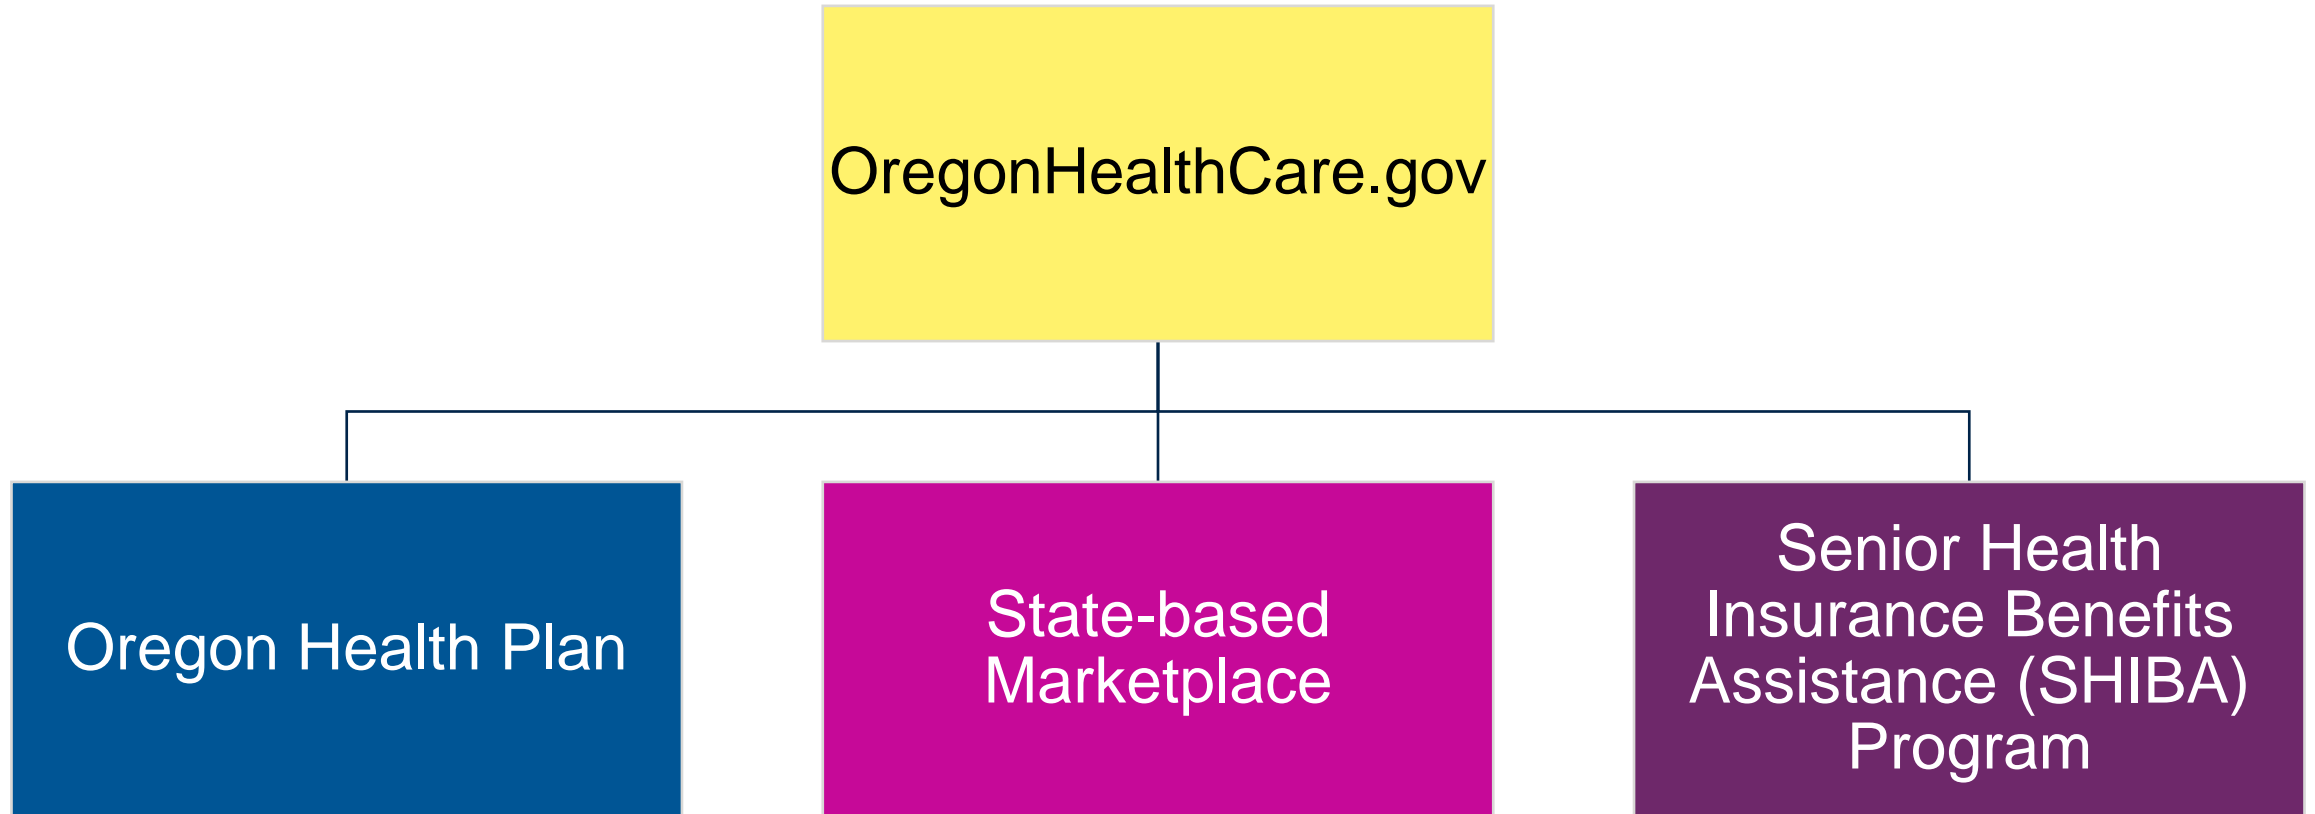 OregonHealthCare.gov
Oregon Health Plan
State-based
Marketplace
Senior Health
Insurance Benefits
Assistance (SHIBA)
Program